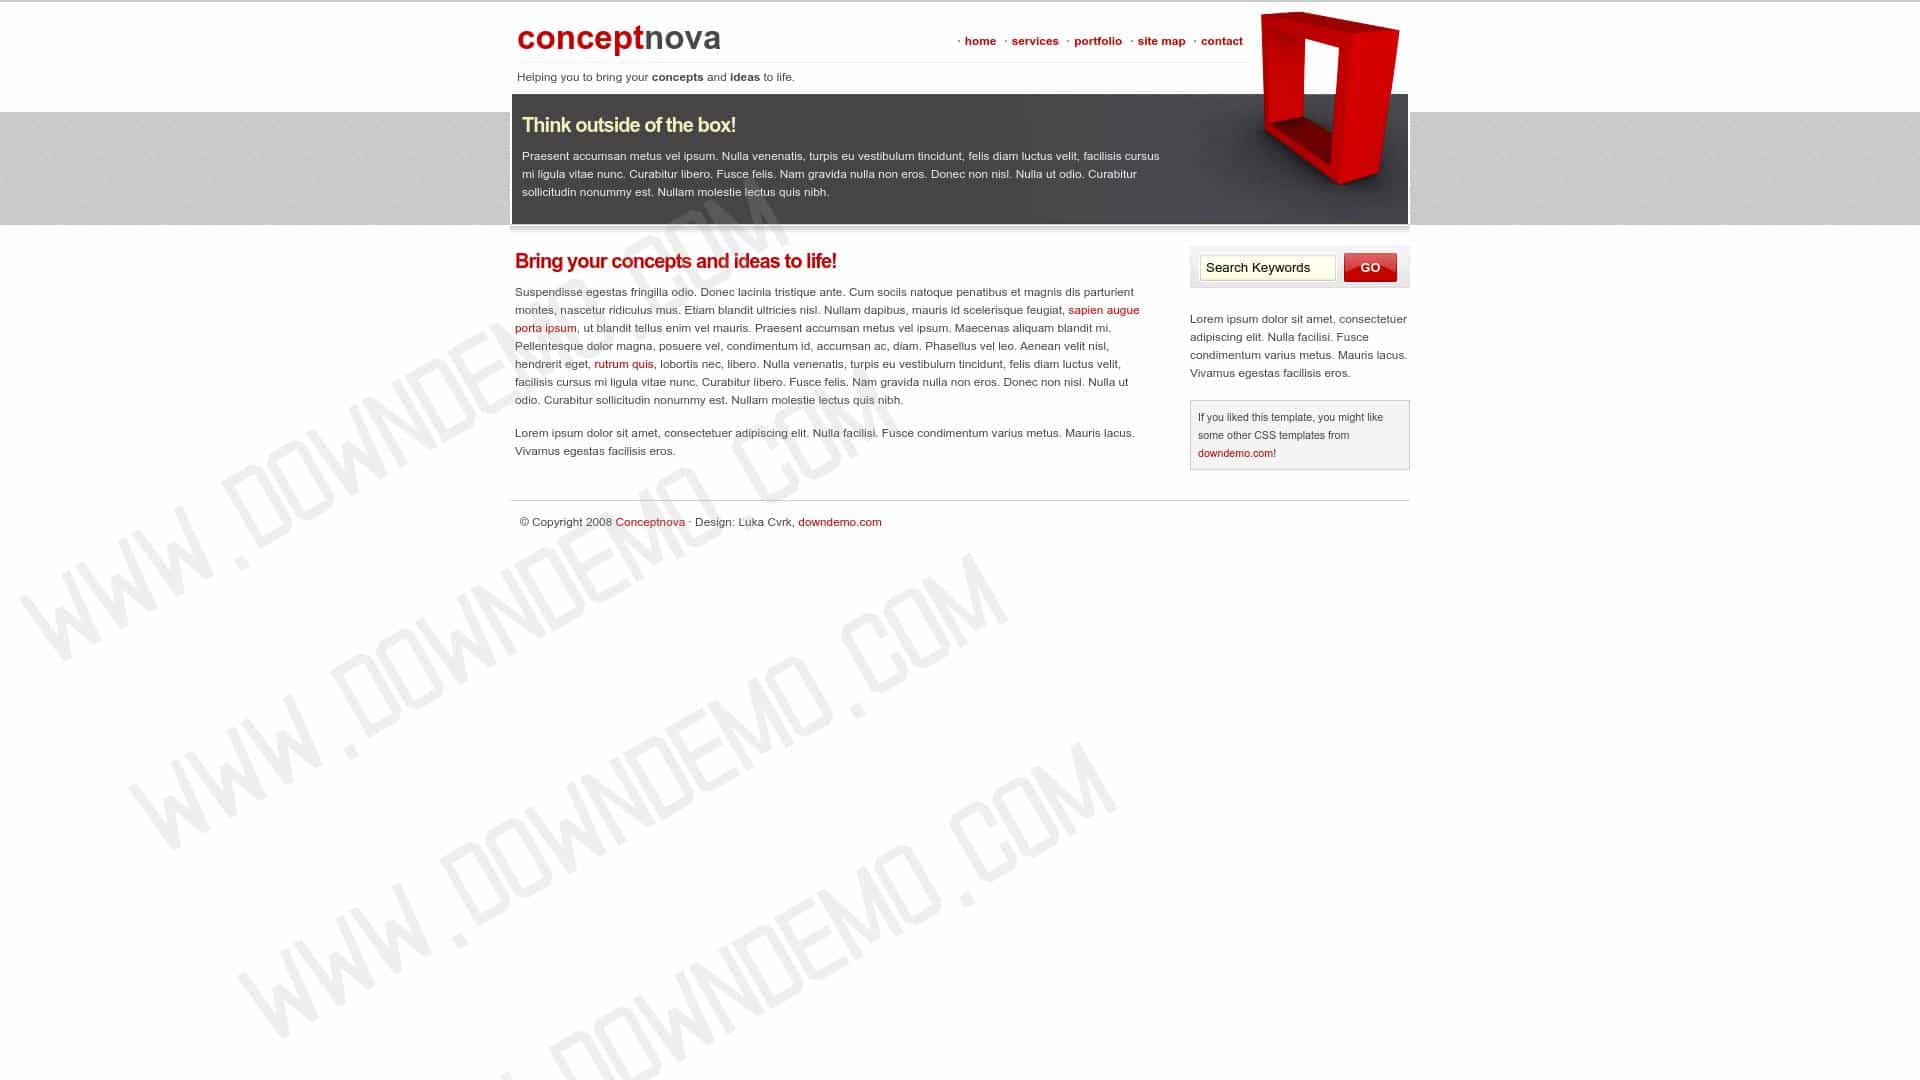 conceptnova
· home · services · portfolio · site map · contact
Helping you to bring your concepts and ideas to life.
Think outside of the box!
Praesent accumsan metus vel ipsum. Nulla venenatis, turpis eu vestibulum tincidunt, felis diam luctus velit, facilisis cursus
mi ligula vitae nunc. Curabitur libero. Fusce felis. Nam gravida nulla non eros. Donec non nisl. Nulla ut odio. Curabitur
sollicitudin nonummy est. Nullam molestie lectus quis nibh.
Bring your concepts and ideas to life!
Suspendisse egestas fringilla odio. Donec lacinia tristique ante. Cum sociis natoque penatibus et magnis dis parturient
montes, nascetur ridiculus mus. Etiam blandit ultricies nisl. Nullam dapibus, mauris id scelerisque feugiat, sapien augue
porta ipsum, ut blandit tellus enim vel mauris. Praesent accumsan metus vel ipsum. Maecenas aliquam blandit mi.
Pellentesque dolor magna, posuere vel, condimentum id, accumsan ac, diam. Phasellus vel leo. Aenean velit nisl,
hendrerit eget, rutrum quis, lobortis nec, libero. Nulla venenatis, turpis eu vestibulum tincidunt, felis diam luctus velit,
facilisis cursus mi ligula vitae nunc. Curabitur libero. Fusce felis. Nam gravida nulla non eros. Donec non nisl. Nulla ut
odio. Curabitur sollicitudin nonummy est. Nullam molestie lectus quis nibh.
Lorem ipsum dolor sit amet, consectetuer adipiscing elit. Nulla facilisi. Fusce condimentum varius metus. Mauris lacus.
Vivamus egestas facilisis eros.
Search Keywords
GO
Lorem ipsum dolor sit amet, consectetuer
adipiscing elit. Nulla facilisi. Fusce
condimentum varius metus. Mauris lacus.
Vivamus egestas facilisis eros.
If you liked this template, you might like
some other CSS templates from
downdemo.com!
© Copyright 2008 Conceptnova · Design: Luka Cvrk, downdemo.com
WWW.DOWNDEMO.COM
WWW.DOWNDEMO.COM
WWW.DOWNDEMO.COM
DOWNDEMO.COM